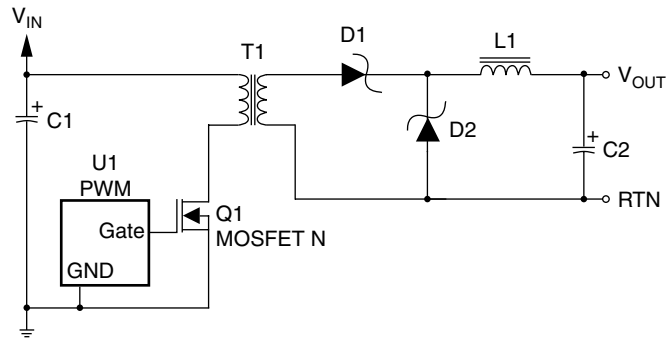 VIN
T1
D1
L1
VOUT
+
C1
D2
+
C2
U1
PWM
Gate
Q1
MOSFET N
RTN
GND